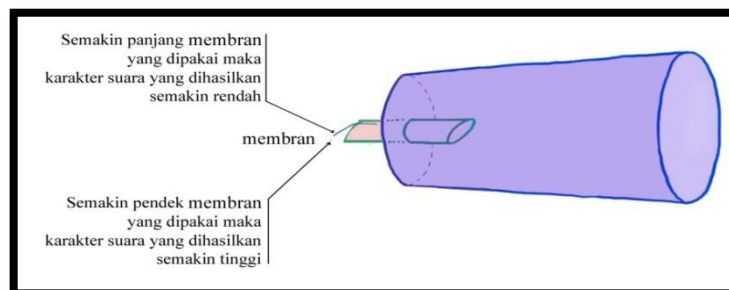 Semakin panjang membran
yang dipakai maka
karakter suara yang dihasilkan
semakin rendah
membran
Semakin pendek membran
yang dipakai maka
karakter suara yang dihasilkan
semakin tinggi